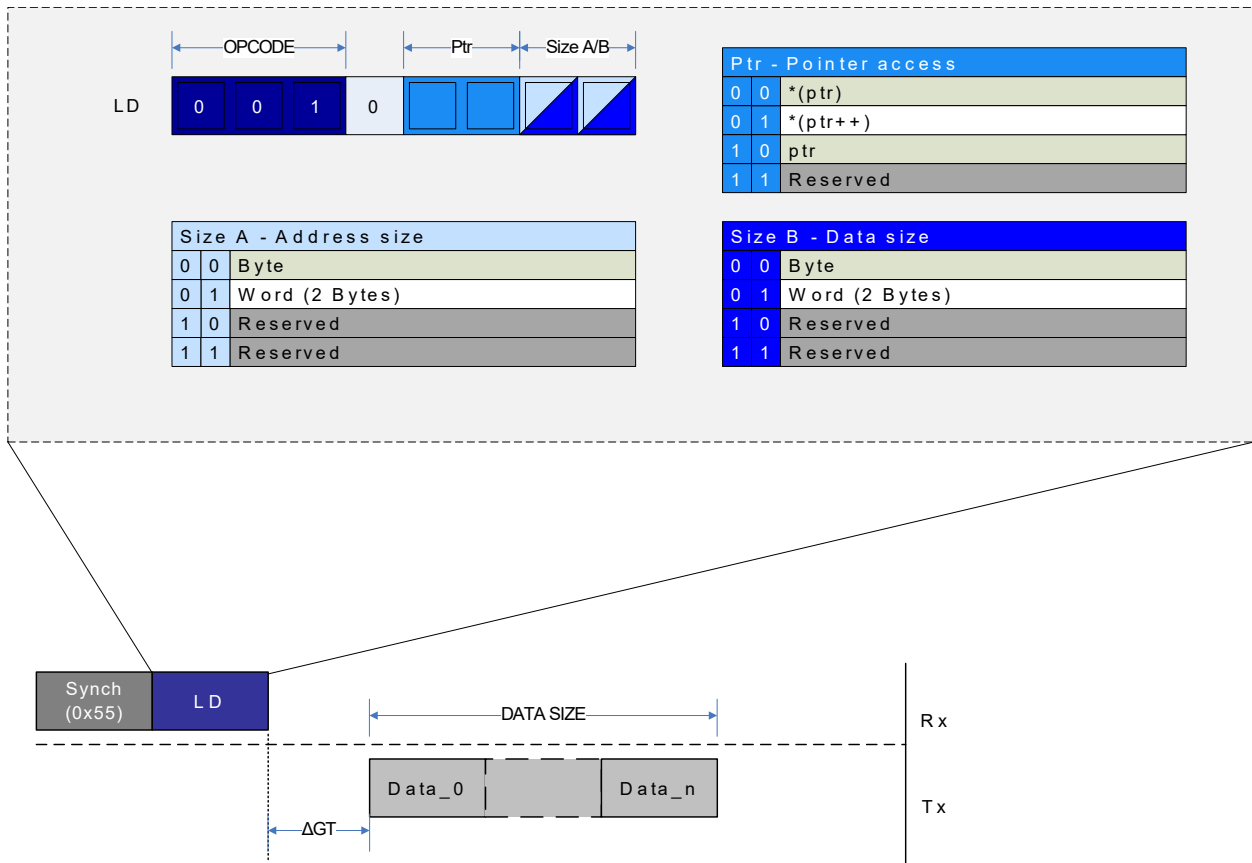 OPCODE Ptr Size A/B
LD 0 0 1 0
Ptr - Pointer access
0 0 *(ptr)
0 1 *(ptr++)
1 0 ptr
1 1 Reserved
Size A - Address size
0 0 Byte
0 1 Word (2 Bytes)
1 0 Reserved
1 1 Reserved
Size B - Data size
0 0 Byte
0 1 Word (2 Bytes)
1 0 Reserved
1 1 Reserved
Synch
(0x55)
LD
DATA SIZE
Rx
Data_0
Data_n
Tx
ΔGT